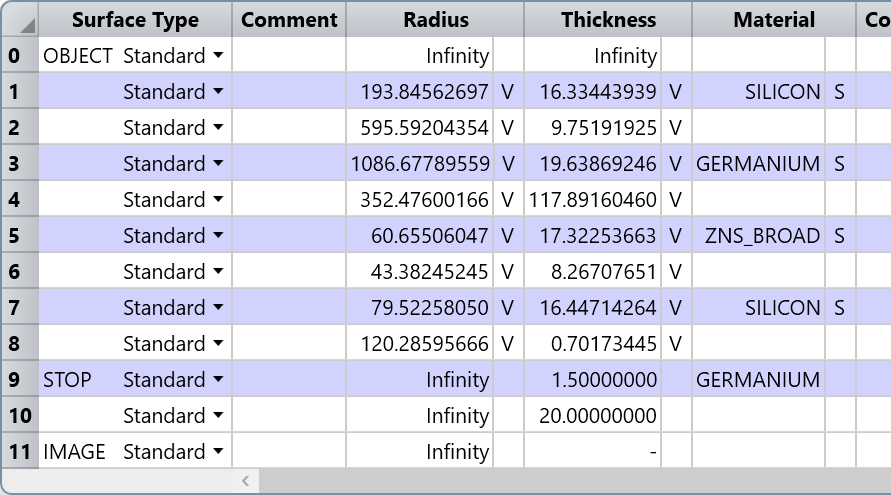 Surface Type Comment Radius Thickness Material Co
0 OBJECT Standard Infinity Infinity
1 Standard 193.84562697 V 16.33443939 V SILICON S
2 Standard 595.59204354 V 9.75191925 V
3 Standard 1086.67789559 V 19.63869246 V GERMANIUM S
4 Standard 352.47600166 V 117.89160460 V
5 Standard 60.65506047 V 17.32253663 V ZNS_BROAD S
6 Standard 43.38245245 V 8.26707651 V
7 Standard 79.52258050 V 16.44714264 V SILICON S
8 Standard 120.28595666 V 0.70173445 V
9 STOP Standard Infinity 1.50000000 GERMANIUM
10 Standard Infinity 20.00000000
11 IMAGE Standard Infinity -